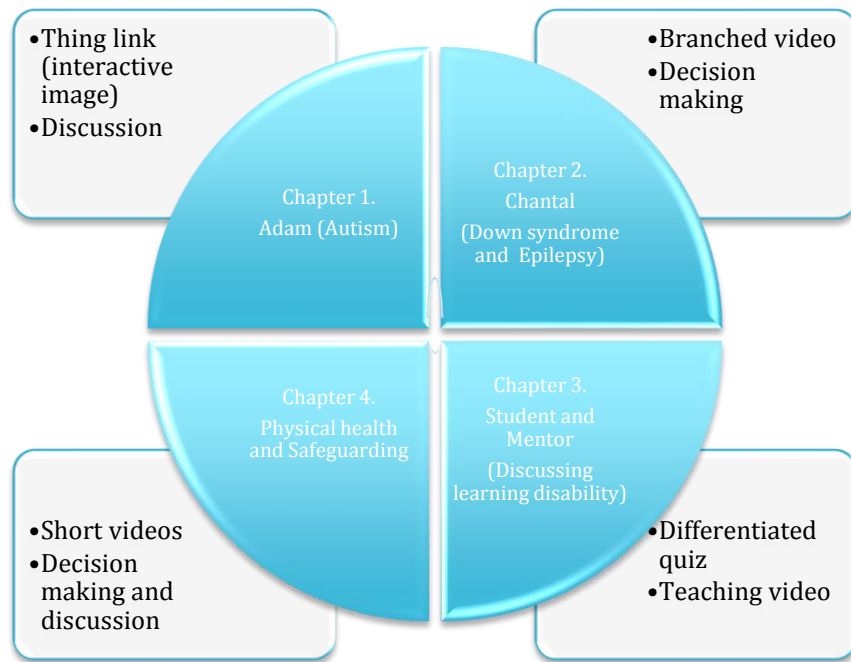 •Thing link
(interactive
image)
•Discussion
•Branched video
•Decision
making
Chapter 1.
Adam (Autism)
Chapter 2.
Chantal
(Down syndrome
and Epilepsy)
Chapter 4.
Physical health
and Safeguarding
Chapter 3.
Student and
Mentor
(Discussing
learning disability)
•Short videos
•Decision
making and
discussion
•Differentiated
quiz
•Teaching video